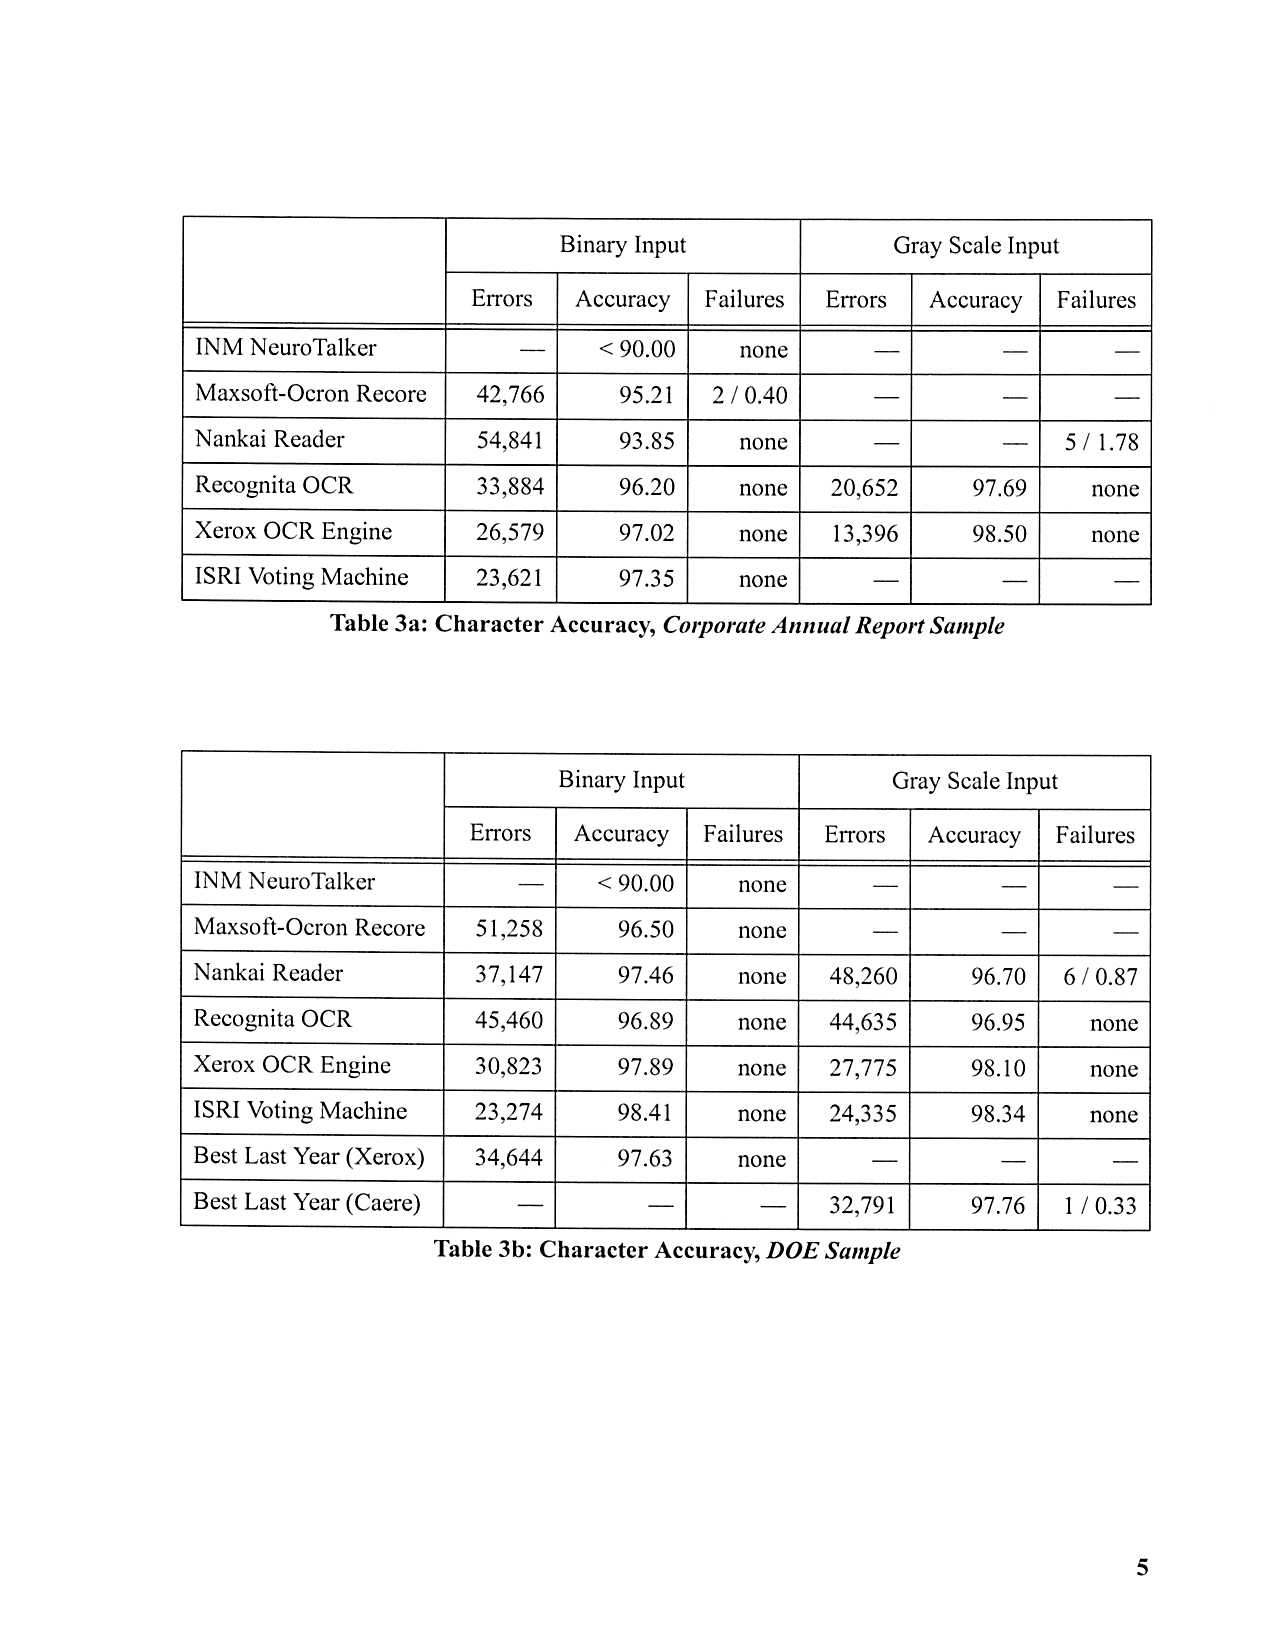 Binary Input Gray Scale Input
Errors Accuracy Failures Errors Accuracy Failures
INM NeuroTalker — < 90.00 none — — —
Maxsoft-Ocron Recore 42,766 95.21 2 / 0.40 — — —
Nankai Reader 54,841 93.85 none — — 5 / 1.78
Recognita OCR 33,884 96.20 none 20,652 97.69 none
Xerox OCR Engine 26,579 97.02 none 13,396 98.50 none
ISRI Voting Machine 23,621 97.35 none — — —
Table 3a: Character Accuracy, Corporate Annual Report Sample
Binary Input Gray Scale Input
Errors Accuracy Failures Errors Accuracy Failures
INM NeuroTalker — < 90.00 none — — —
Maxsoft-Ocron Recore 51,258 96.50 none — — —
Nankai Reader 37,147 97.46 none 48,260 96.70 6 / 0.87
Recognita OCR 45,460 96.89 none 44,635 96.95 none
Xerox OCR Engine 30,823 97.89 none 27,775 98.10 none
ISRI Voting Machine 23,274 98.41 none 24,335 98.34 none
Best Last Year (Xerox) 34,644 97.63 none — — —
Best Last Year (Caere) — — — 32,791 97.76 1 / 0.33
Table 3b: Character Accuracy, DOE Sample
5